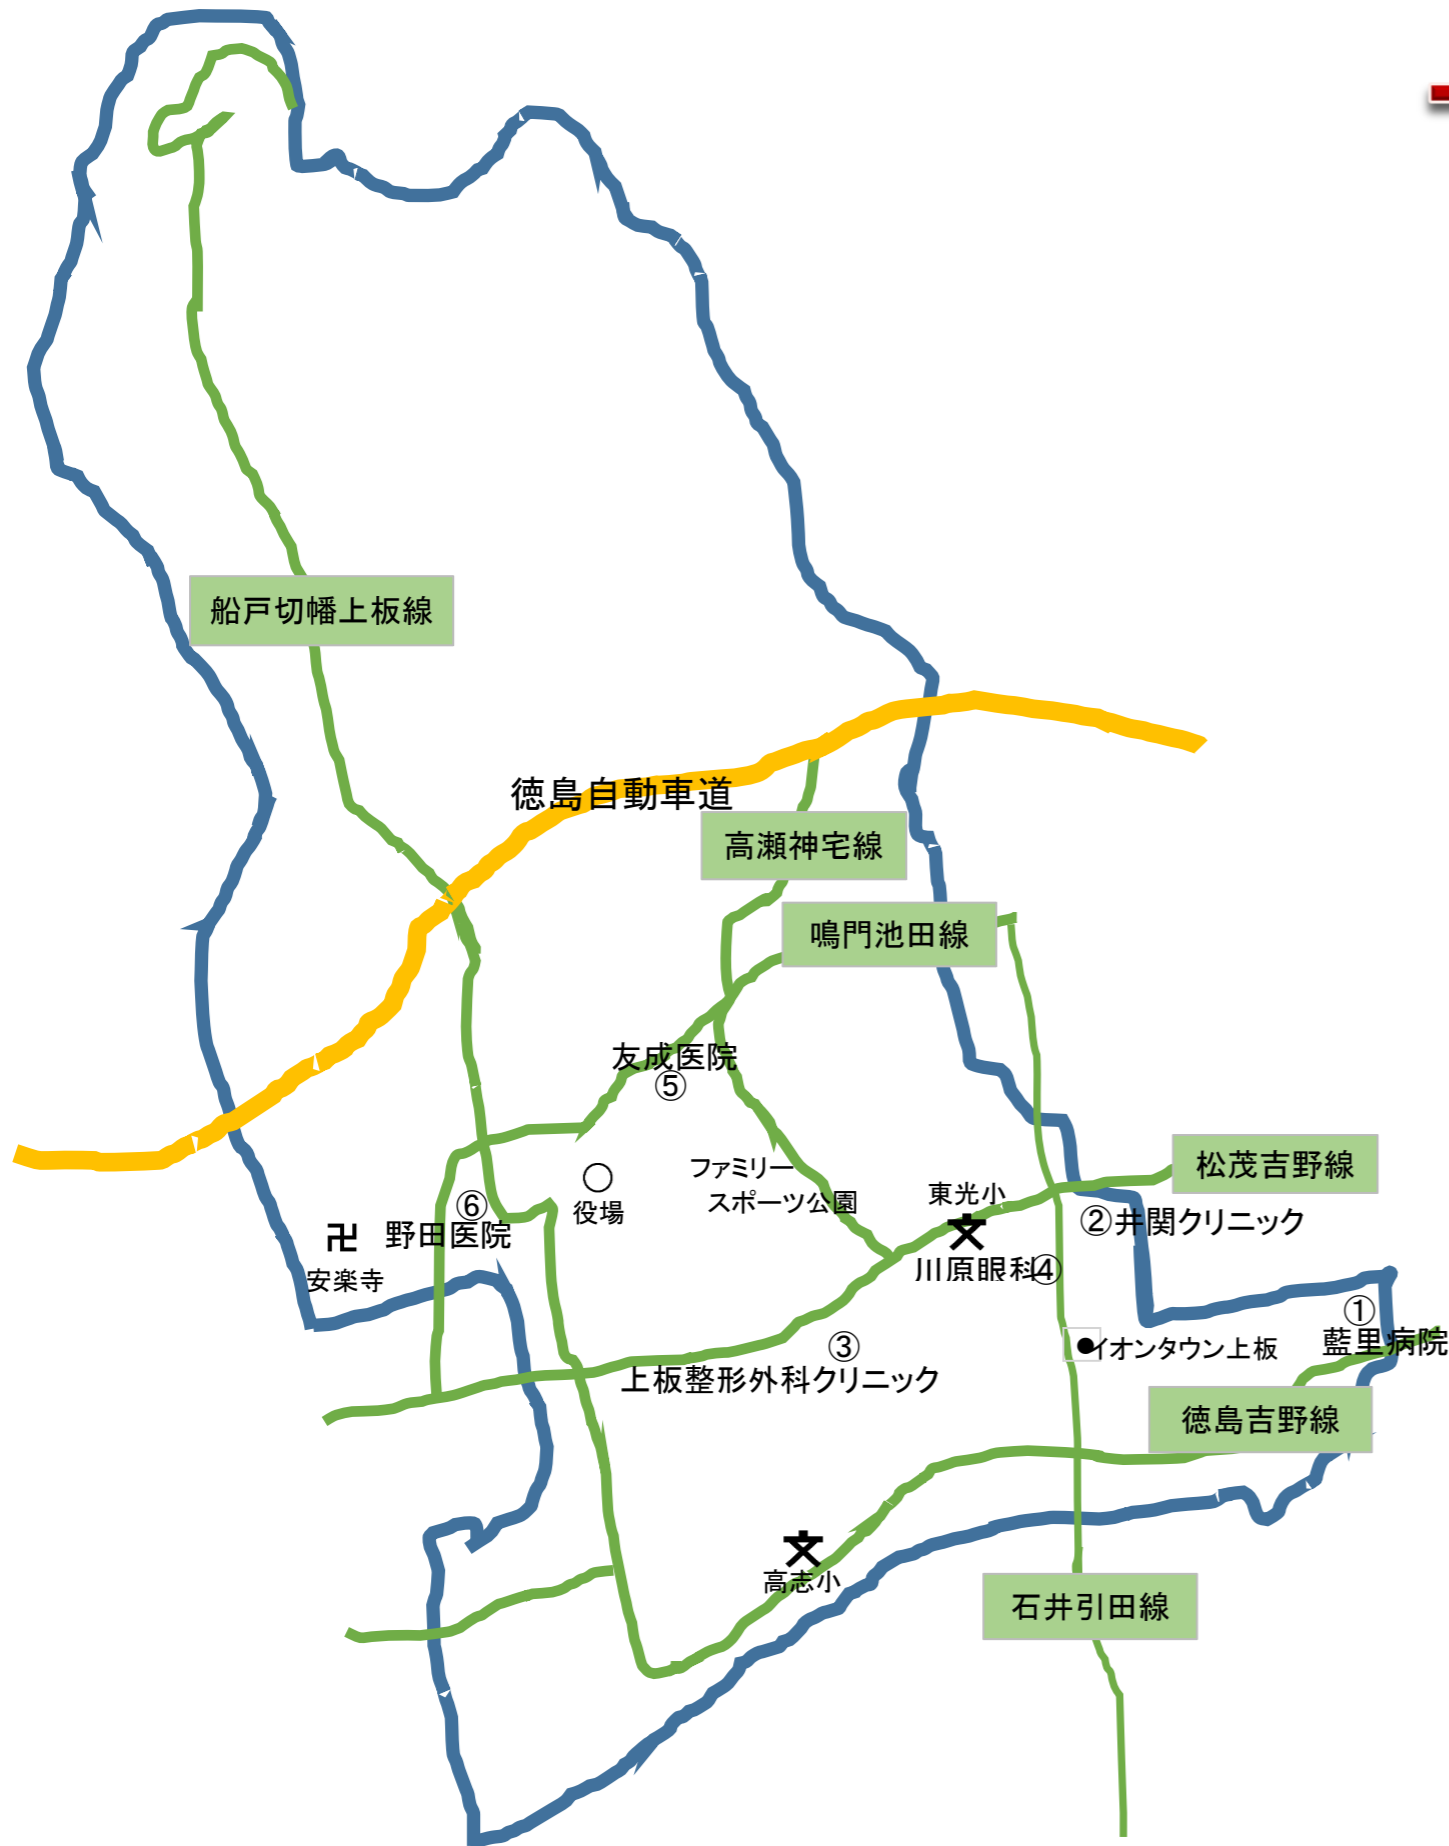 船戸切幡上板線
徳島自動車道
高瀬神宅線
鳴門池田線
友成医院
⑤
松茂吉野線
ファミリー
スポーツ公園
東光小
⑥
野田医院
役場
②井関クリニック
卍
安楽寺
川原眼科④
①
藍里病院
③
上板整形外科クリニック
イオンタウン上板
徳島吉野線
文
高志小
石井引田線